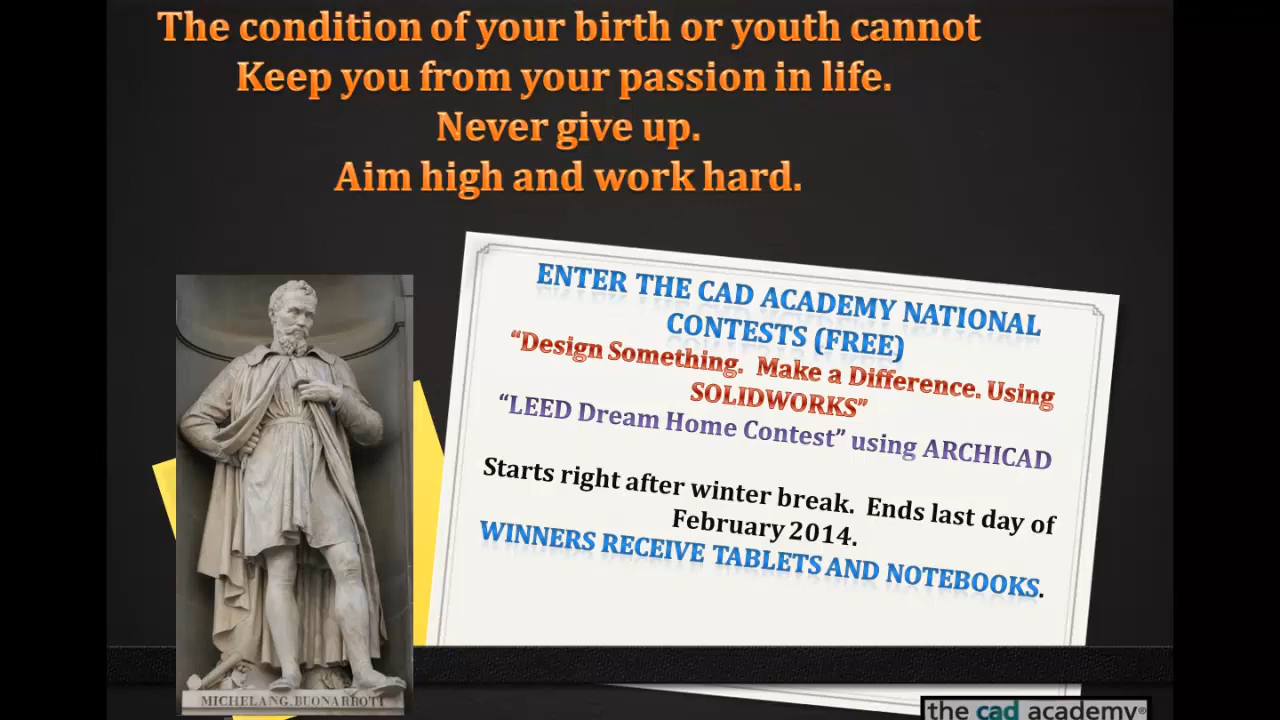 The condition of your birth or youth cannot
Keep you from your passion in life.
Never give up.
Aim high and work hard.
ENTER THE CAD ACADEMY NATIONAL
CONTESTS (FREE)
“Design Something.  Make a Difference. Using
SOLIDWORKS”
“LEED Dream Home Contest” using ARCHICAD
Starts right after winter break.  Ends last day of
February 2014.
WINNERS RECEIVE TABLETS AND NOTEBOOKS.
MICHELANG. BUONARROTI
the cad academy®